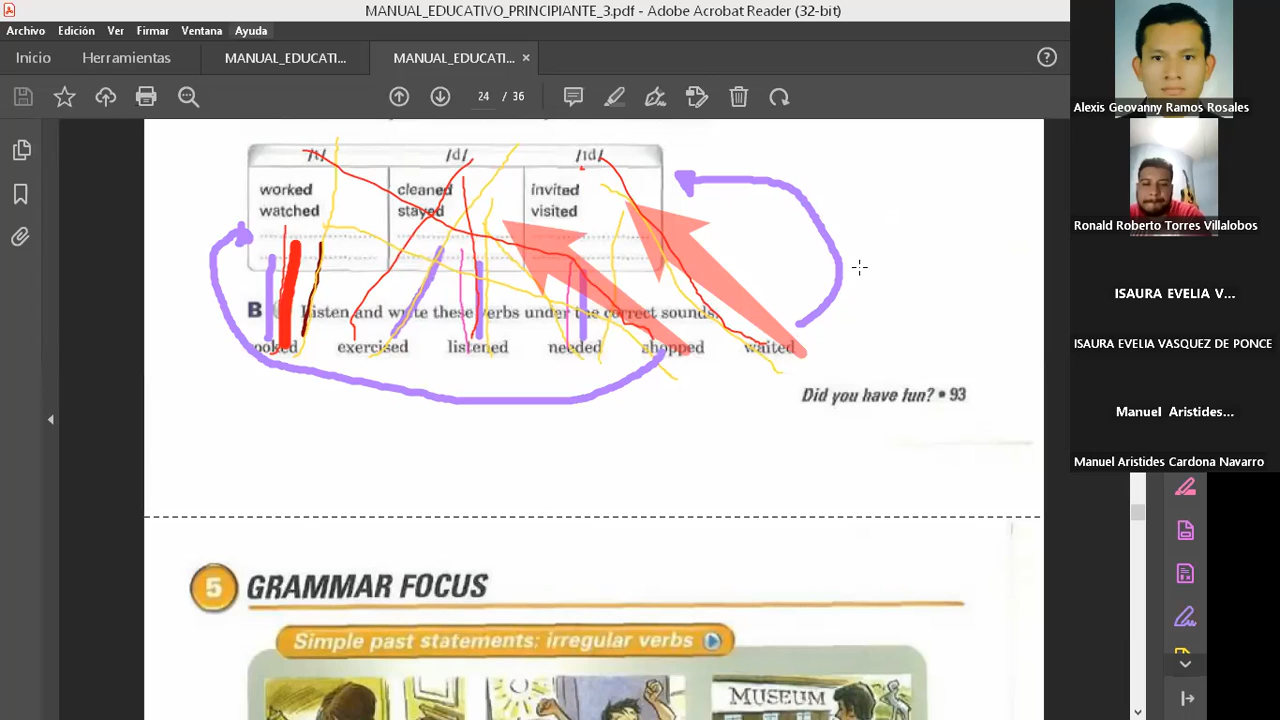 MANUAL_EDUCATIVO_PRINCIPIANTE_3.pdf - Adobe Acrobat Reader (32-bit)
Archivo Edición Ver Firmar Ventana Ayuda
Inicio Herramientas MANUAL_EDUCATI... MANUAL_EDUCATI... ×
24 / 36
/t/ /d/ /ɪd/
worked cleaned invited
watched stayed visited
B Listen and write these verbs under the correct sounds.
exercised listened needed chopped waited
Did you have fun? • 93
5 GRAMMAR FOCUS
Simple past statements: irregular verbs
MUSEUM
Alexis Geovanny Ramos Rosales
Ronald Roberto Torres Villalobos
ISAURA EVELIA V...
ISAURA EVELIA VASQUEZ DE PONCE
Manuel Aristides...
Manuel Aristides Cardona Navarro